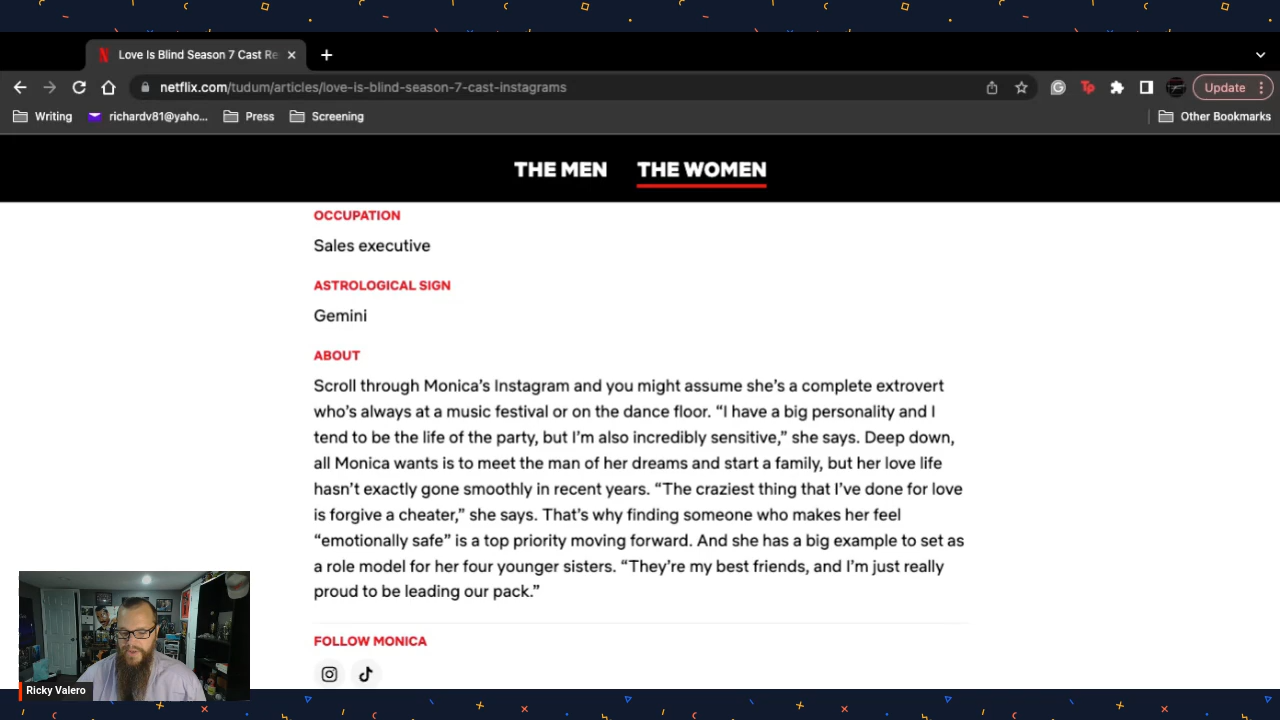 Love Is Blind Season 7 Cast Re
netflix.com/tudum/articles/love-is-blind-season-7-cast-instagrams
Update
Writing
richardv81@yaho...
Press
Screening
Other Bookmarks
THE MEN
THE WOMEN
OCCUPATION
Sales executive
ASTROLOGICAL SIGN
Gemini
ABOUT
Scroll through Monica’s Instagram and you might assume she’s a complete extrovert
who’s always at a music festival or on the dance floor. “I have a big personality and I
tend to be the life of the party, but I’m also incredibly sensitive,” she says. Deep down,
all Monica wants is to meet the man of her dreams and start a family, but her love life
hasn’t exactly gone smoothly in recent years. “The craziest thing that I’ve done for love
is forgive a cheater,” she says. That’s why finding someone who makes her feel
“emotionally safe” is a top priority moving forward. And she has a big example to set as
a role model for her four younger sisters. “They’re my best friends, and I’m just really
proud to be leading our pack.”
FOLLOW MONICA
Ricky Valero